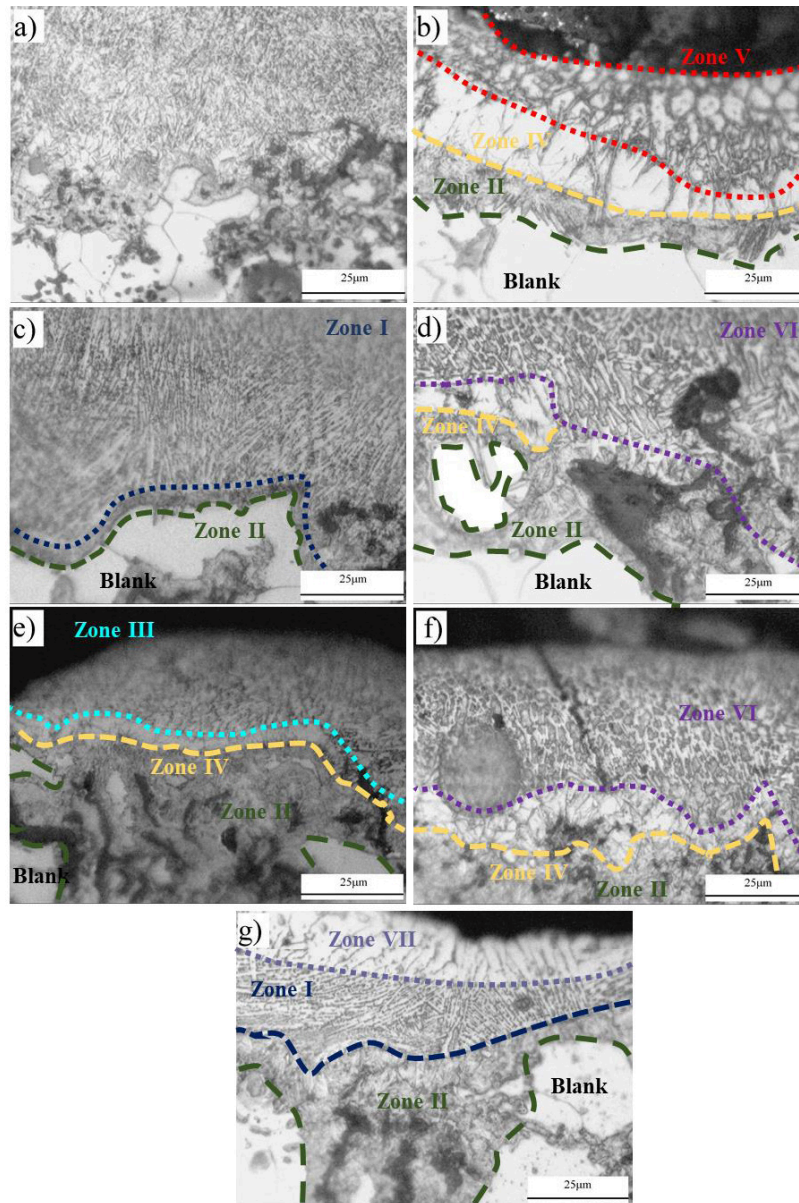 a)
25μm
b)
Zone V
Zone IV
Zone II
Blank
25μm
c)
Zone I
Zone II
Blank
25μm
d)
Zone VI
Zone IV
Zone II
Blank
25μm
e)
Zone III
Zone IV
Zone II
Blank
25μm
f)
Zone VI
Zone IV
Zone II
25μm
g)
Zone VII
Zone I
Blank
Zone II
25μm